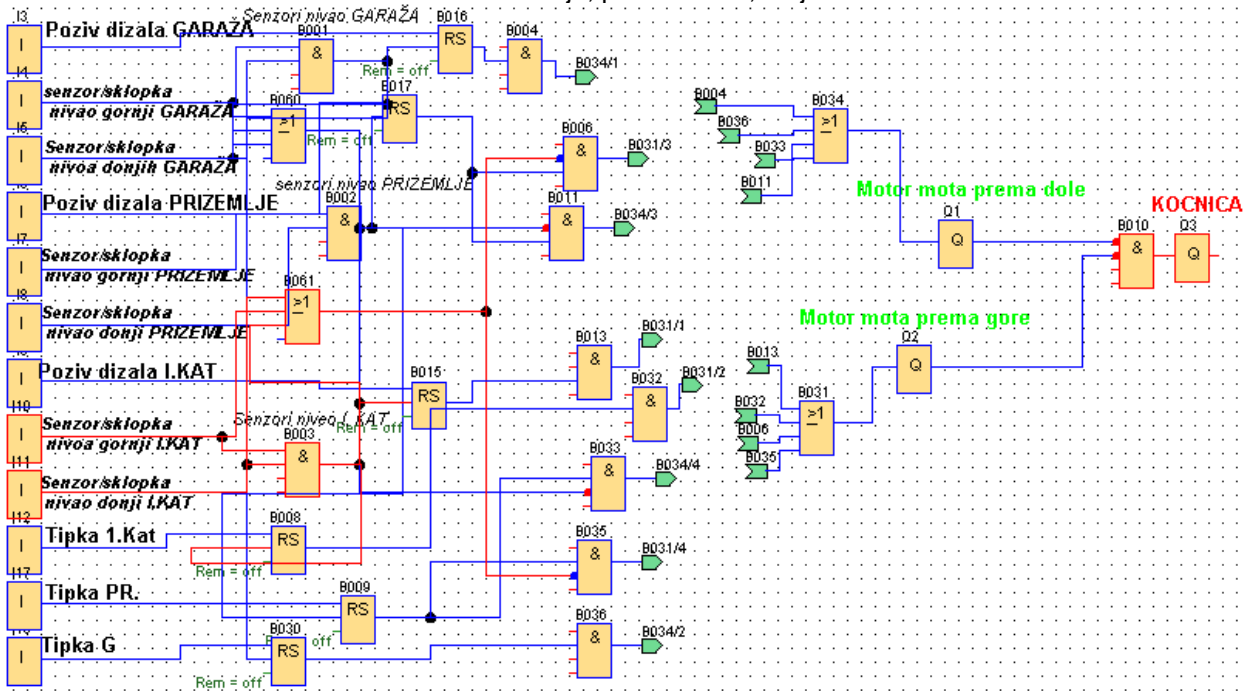 I3
I
Poziv dizala GARAŽA
Senzori nivao GARAŽA
B001
&
B016
RS
Rem = off
B004
&
B034/1
I4
I
senzor/sklopka
nivao gornji GARAŽA
B060
≥1
B017
RS
Rem = off
I
Senzor/sklopka
nivoa donjih GARAŽA
B006
&
B031/3
senzori nivao PRIZEMLJE
I
Poziv dizala PRIZEMLJE
B002
&
B011
&
B034/3
I7
I
Senzor/sklopka
nivao gornji PRIZEMLJE
B061
≥1
I8
I
Senzor/sklopka
nivao donji PRIZEMLJE
B013
&
B031/1
I
Poziv dizala I.KAT
B015
RS
Rem = off
B032
&
B031/2
I10
I
Senzor/sklopka
nivoa gornji I.KAT
Senzori niveo I. KAT
B003
&
B033
&
B034/4
I11
I
Senzor/sklopka
nivao donji I.KAT
I12
I
Tipka 1.Kat
B008
RS
Rem = off
B035
&
B031/4
I17
I
Tipka PR.
B009
RS
off
B036
&
B034/2
I
Tipka G
B030
RS
Rem = off
B004
B036
B033
B011
B034
≥1
Motor mota prema dole
Q1
Q
KOCNICA
B010
&
Q3
Q
Motor mota prema gore
Q2
Q
B013
B032
B006
B035
B031
≥1